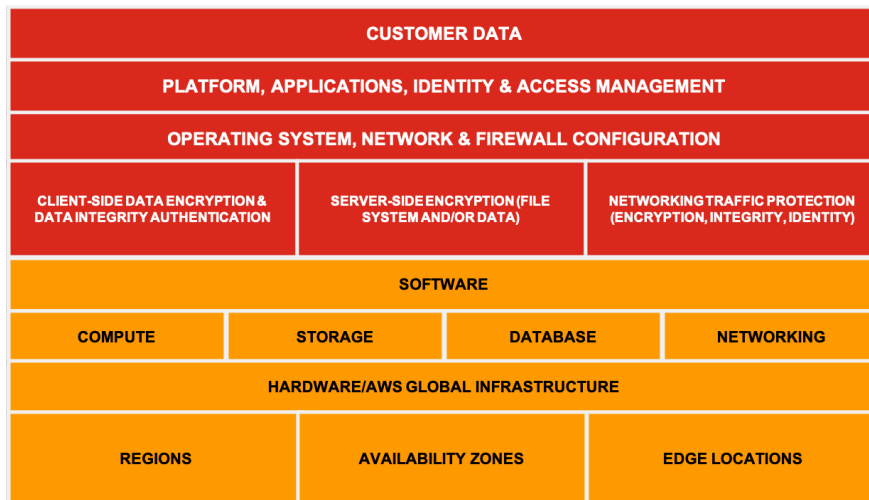 CUSTOMER DATA
PLATFORM, APPLICATIONS, IDENTITY & ACCESS MANAGEMENT
OPERATING SYSTEM, NETWORK & FIREWALL CONFIGURATION
CLIENT-SIDE DATA ENCRYPTION &
DATA INTEGRITY AUTHENTICATION
SERVER-SIDE ENCRYPTION (FILE
SYSTEM AND/OR DATA)
NETWORKING TRAFFIC PROTECTION
(ENCRYPTION, INTEGRITY, IDENTITY)
SOFTWARE
COMPUTE
STORAGE
DATABASE
NETWORKING
HARDWARE/AWS GLOBAL INFRASTRUCTURE
REGIONS
AVAILABILITY ZONES
EDGE LOCATIONS